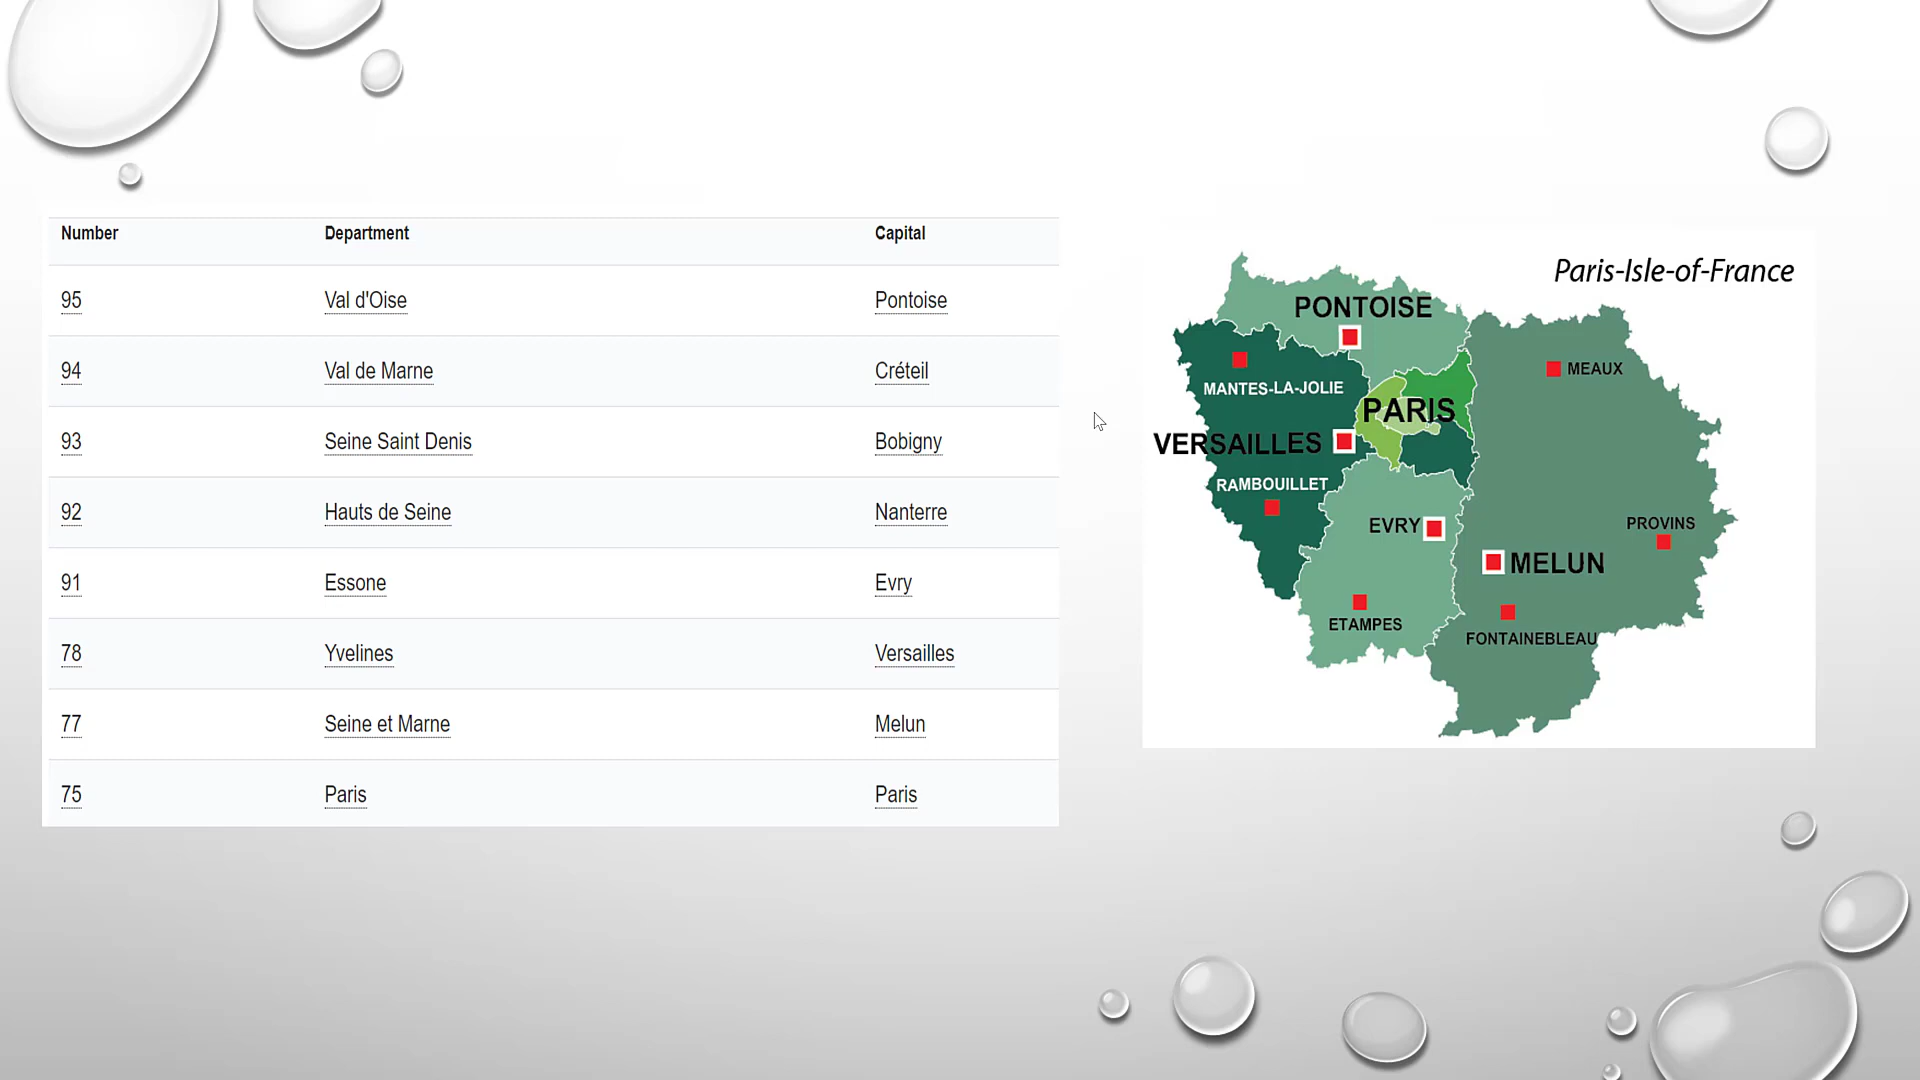 Number Department Capital
95 Val d'Oise Pontoise
94 Val de Marne Créteil
93 Seine Saint Denis Bobigny
92 Hauts de Seine Nanterre
91 Essone Evry
78 Yvelines Versailles
77 Seine et Marne Melun
75 Paris Paris
Paris-Isle-of-France
PONTOISE
MEAUX
MANTES-LA-JOLIE
PARIS
VERSAILLES
RAMBOUILLET
EVRY
PROVINS
MELUN
ETAMPES
FONTAINEBLEAU